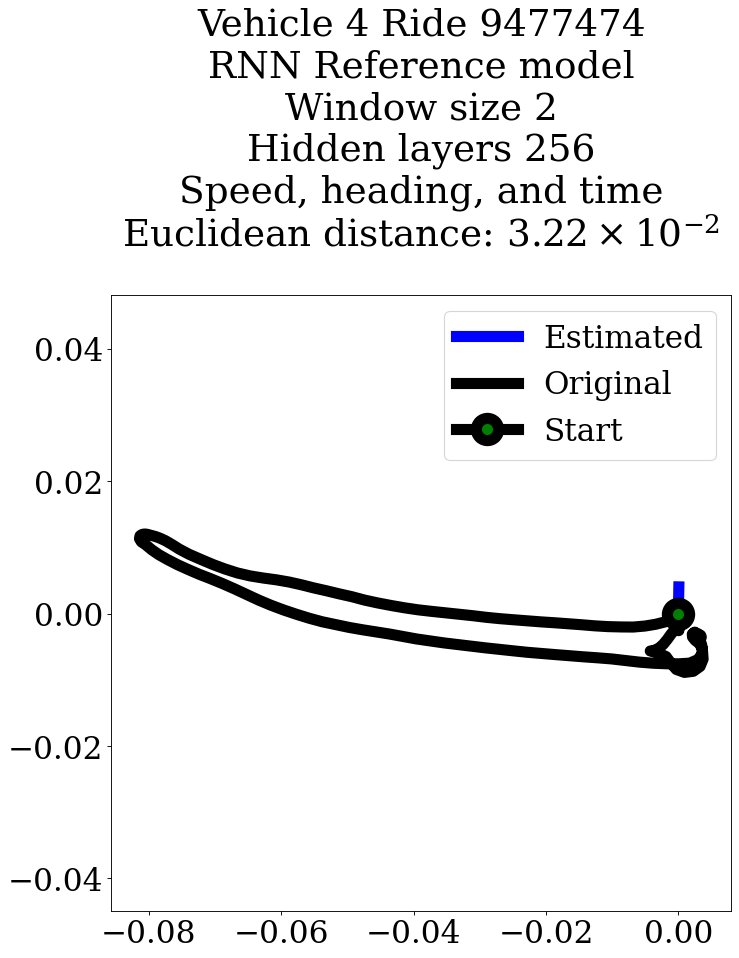 Vehicle 4 Ride 9477474
RNN Reference model
Window size 2
Hidden layers 256
Speed, heading, and time
Euclidean distance: 3.22 × 10⁻²
Estimated
Original
Start
0.04
0.02
0.00
−0.02
−0.04
−0.08 −0.06 −0.04 −0.02 0.00